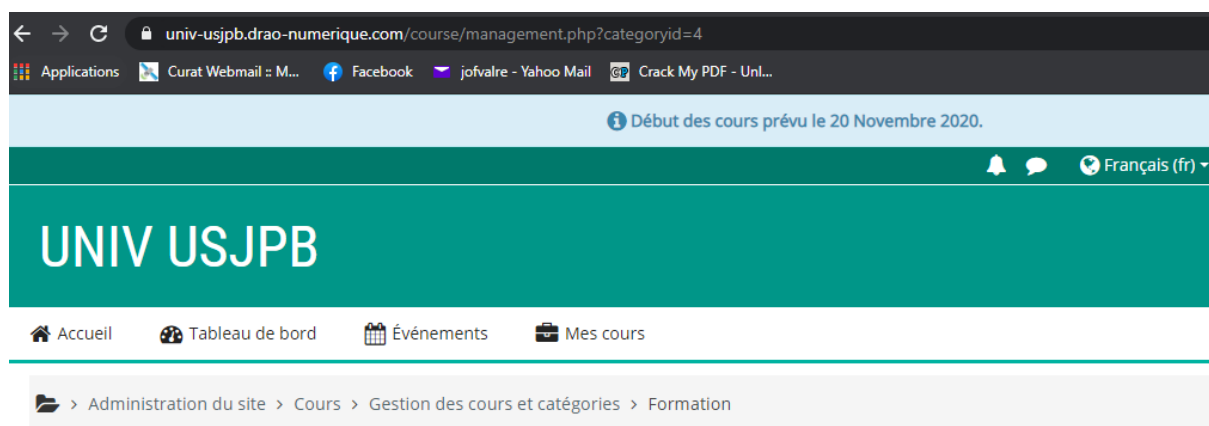 univ-usjpb.drao-numerique.com/course/management.php?categoryid=4
Applications Curat Webmail :: M... Facebook jofvalre - Yahoo Mail CP Crack My PDF - Unl...
Début des cours prévu le 20 Novembre 2020.
Français (fr)
UNIV USJPB
Accueil Tableau de bord Événements Mes cours
> Administration du site > Cours > Gestion des cours et catégories > Formation